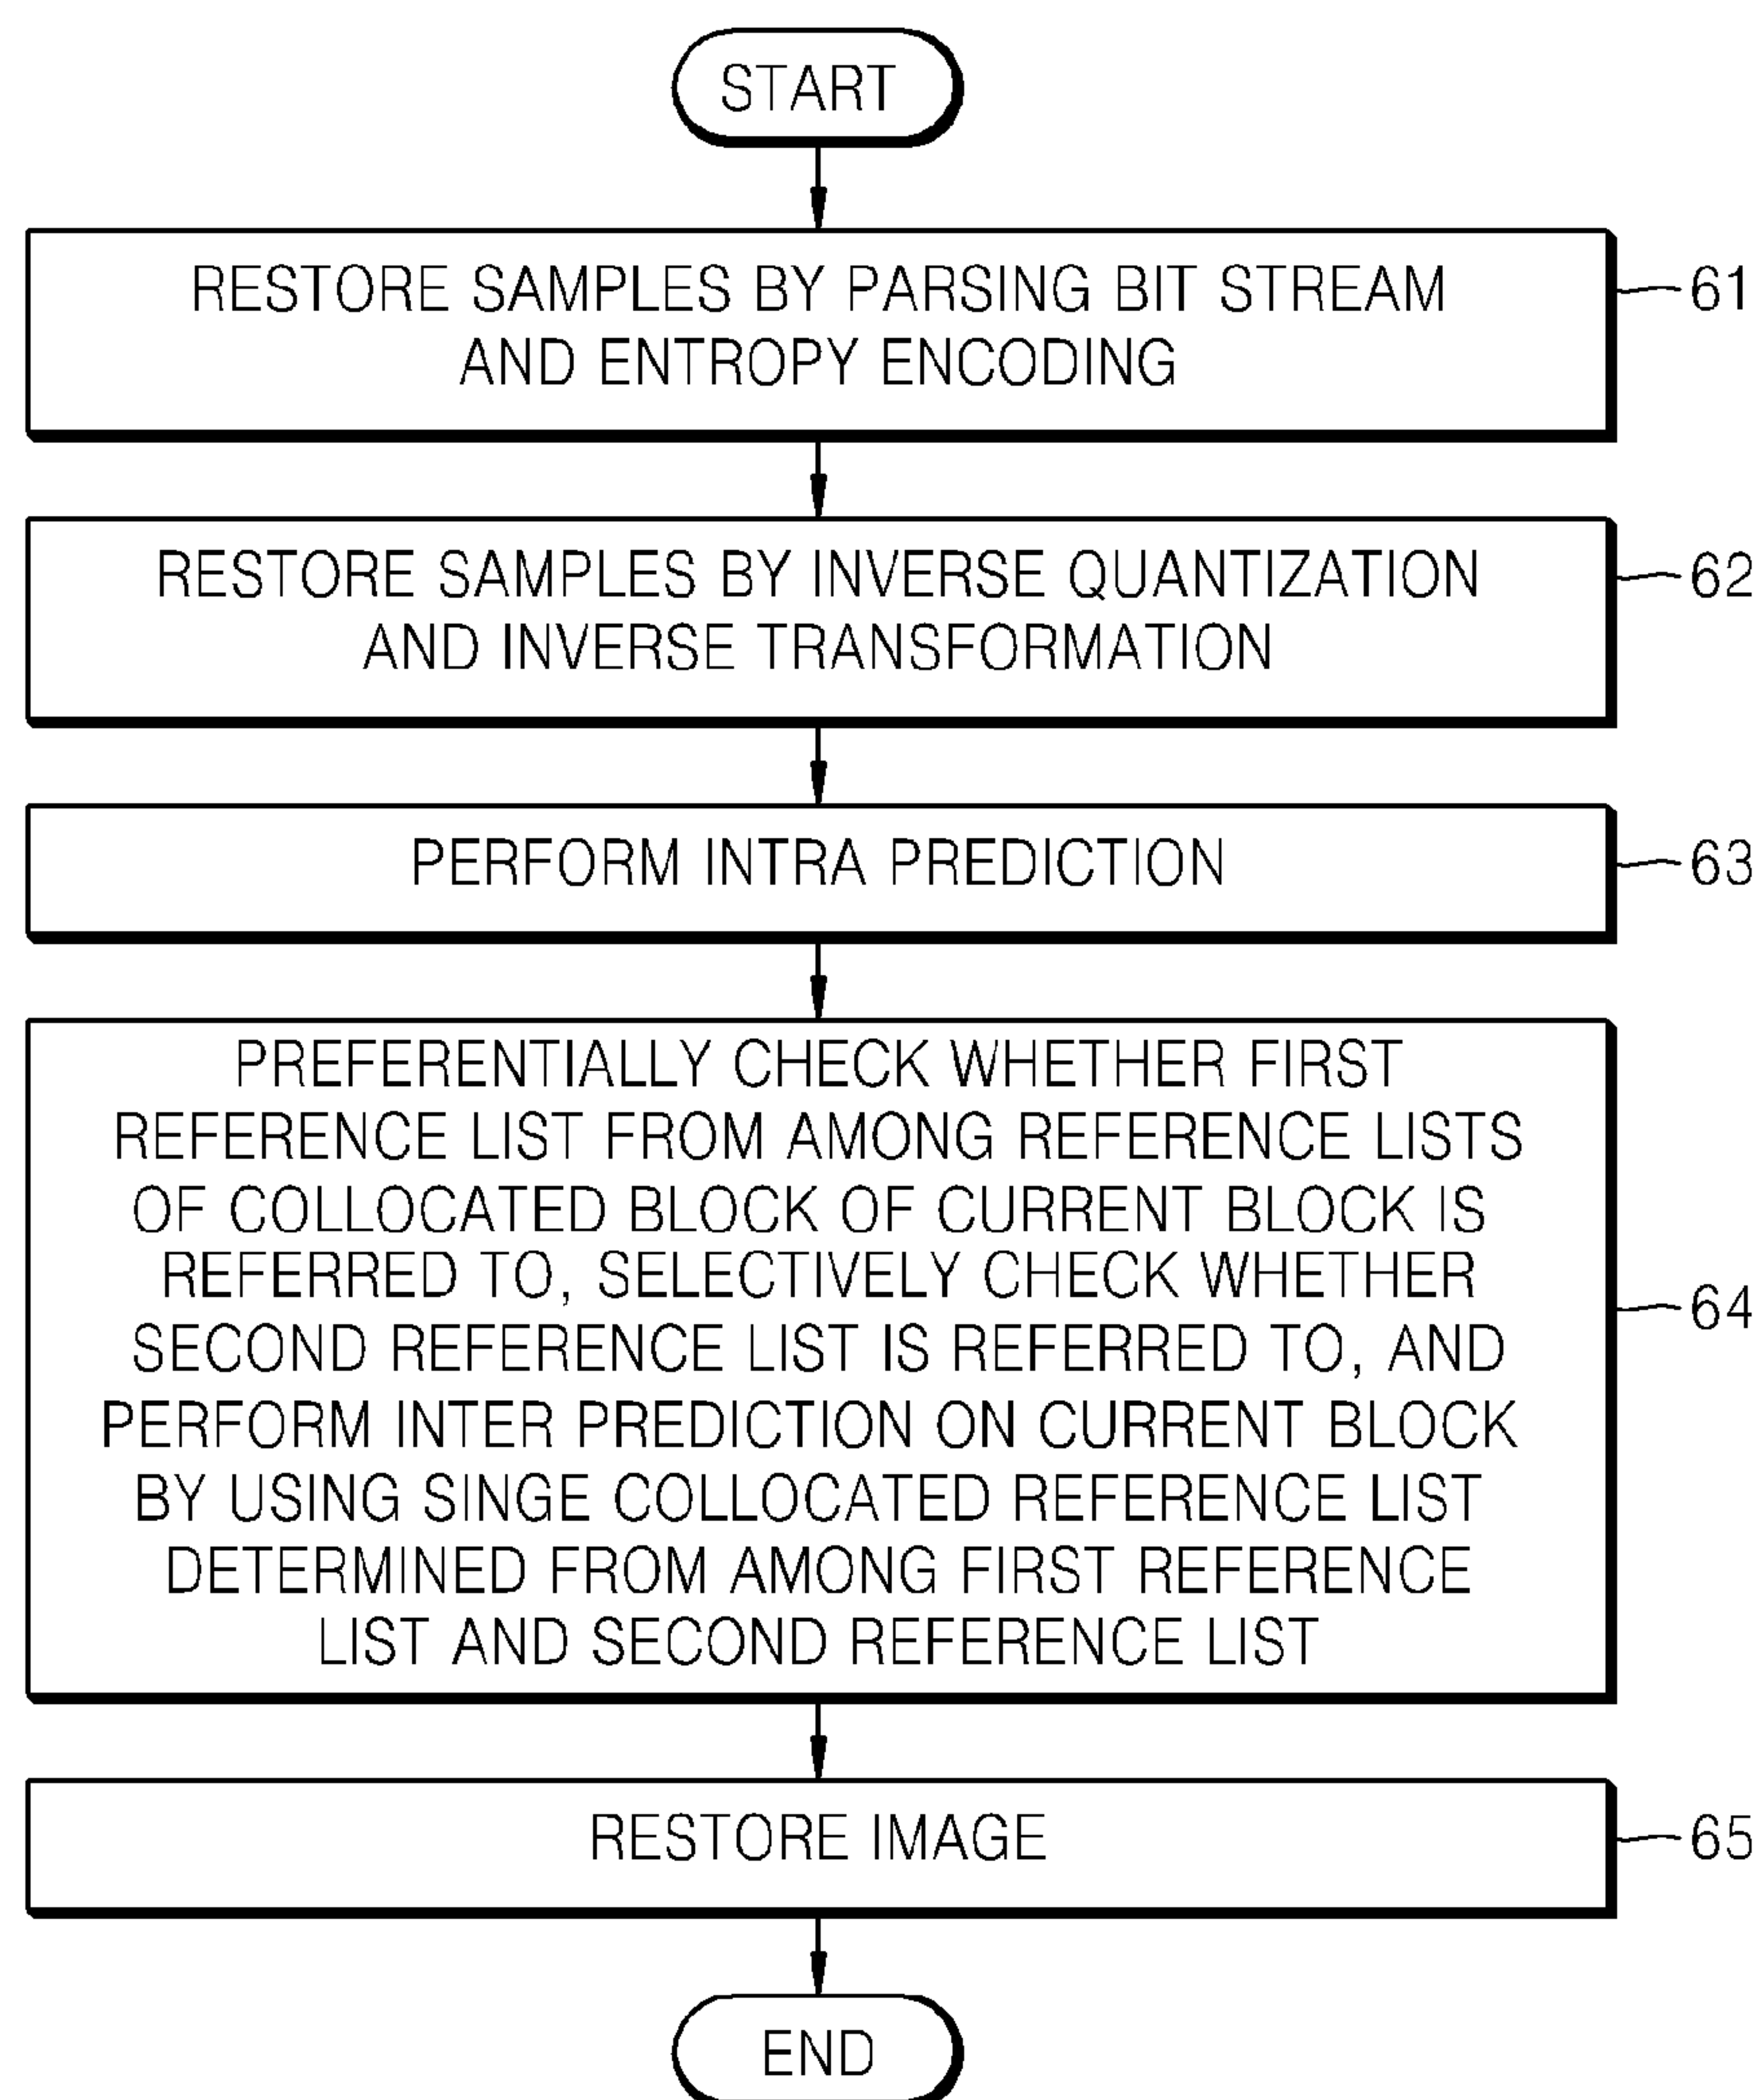 START
RESTORE SAMPLES BY PARSING BIT STREAM
AND ENTROPY ENCODING
61
RESTORE SAMPLES BY INVERSE QUANTIZATION
AND INVERSE TRANSFORMATION
62
PERFORM INTRA PREDICTION
63
PREFERENTIALLY CHECK WHETHER FIRST
REFERENCE LIST FROM AMONG REFERENCE LISTS
OF COLLOCATED BLOCK OF CURRENT BLOCK IS
REFERRED TO, SELECTIVELY CHECK WHETHER
SECOND REFERENCE LIST IS REFERRED TO, AND
PERFORM INTER PREDICTION ON CURRENT BLOCK
BY USING SINGE COLLOCATED REFERENCE LIST
DETERMINED FROM AMONG FIRST REFERENCE
LIST AND SECOND REFERENCE LIST
64
RESTORE IMAGE
65
END